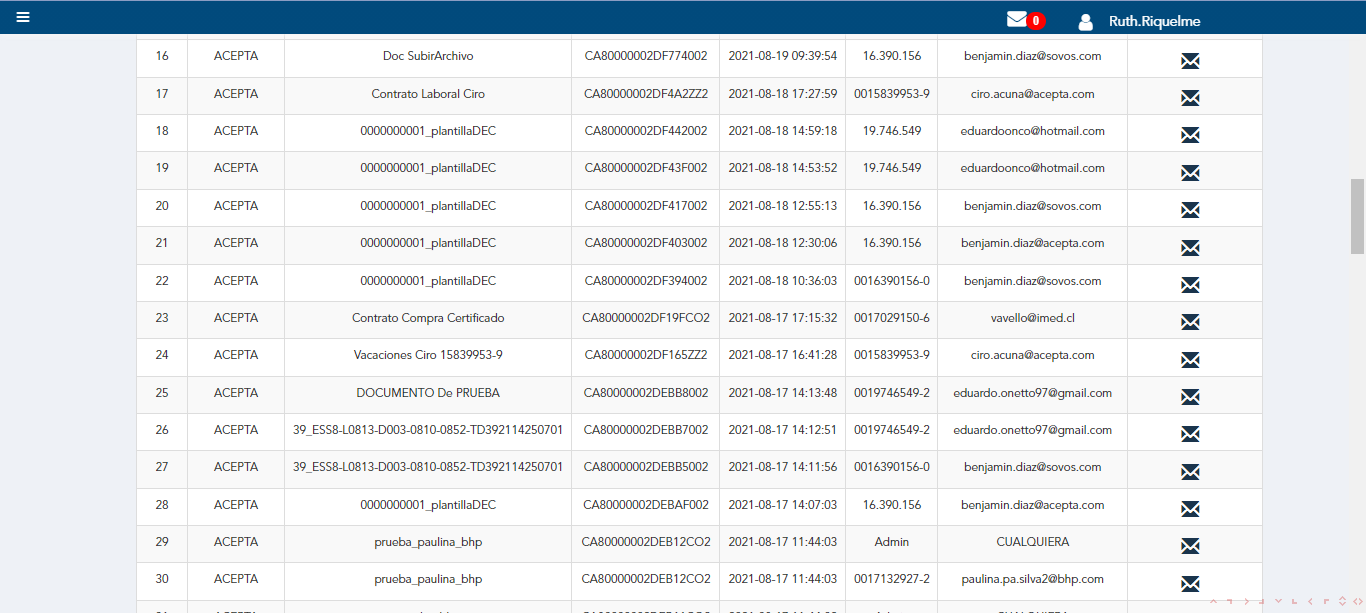 0 Ruth.Riquelme
16 ACEPTA Doc SubirArchivo CA80000002DF774002 2021-08-19 09:39:54 16.390.156 benjamin.diaz@sovos.com
17 ACEPTA Contrato Laboral Ciro CA80000002DF4A2ZZ2 2021-08-18 17:27:59 0015839953-9 ciro.acuna@acepta.com
18 ACEPTA 0000000001_plantillaDEC CA80000002DF442002 2021-08-18 14:59:18 19.746.549 eduardoonco@hotmail.com
19 ACEPTA 0000000001_plantillaDEC CA80000002DF43F002 2021-08-18 14:53:52 19.746.549 eduardoonco@hotmail.com
20 ACEPTA 0000000001_plantillaDEC CA80000002DF417002 2021-08-18 12:55:13 16.390.156 benjamin.diaz@sovos.com
21 ACEPTA 0000000001_plantillaDEC CA80000002DF403002 2021-08-18 12:30:06 16.390.156 benjamin.diaz@acepta.com
22 ACEPTA 0000000001_plantillaDEC CA80000002DF394002 2021-08-18 10:36:03 0016390156-0 benjamin.diaz@sovos.com
23 ACEPTA Contrato Compra Certificado CA80000002DF19FCO2 2021-08-17 17:15:32 0017029150-6 vavello@imed.cl
24 ACEPTA Vacaciones Ciro 15839953-9 CA80000002DF165ZZ2 2021-08-17 16:41:28 0015839953-9 ciro.acuna@acepta.com
25 ACEPTA DOCUMENTO De PRUEBA CA80000002DEBB8002 2021-08-17 14:13:48 0019746549-2 eduardo.onetto97@gmail.com
26 ACEPTA 39_ESS8-L0813-D003-0810-0852-TD392114250701 CA80000002DEBB7002 2021-08-17 14:12:51 0019746549-2 eduardo.onetto97@gmail.com
27 ACEPTA 39_ESS8-L0813-D003-0810-0852-TD392114250701 CA80000002DEBB5002 2021-08-17 14:11:56 0016390156-0 benjamin.diaz@sovos.com
28 ACEPTA 0000000001_plantillaDEC CA80000002DEBAF002 2021-08-17 14:07:03 16.390.156 benjamin.diaz@acepta.com
29 ACEPTA prueba_paulina_bhp CA80000002DEB12CO2 2021-08-17 11:44:03 Admin CUALQUIERA
30 ACEPTA prueba_paulina_bhp CA80000002DEB12CO2 2021-08-17 11:44:03 0017132927-2 paulina.pa.silva2@bhp.com